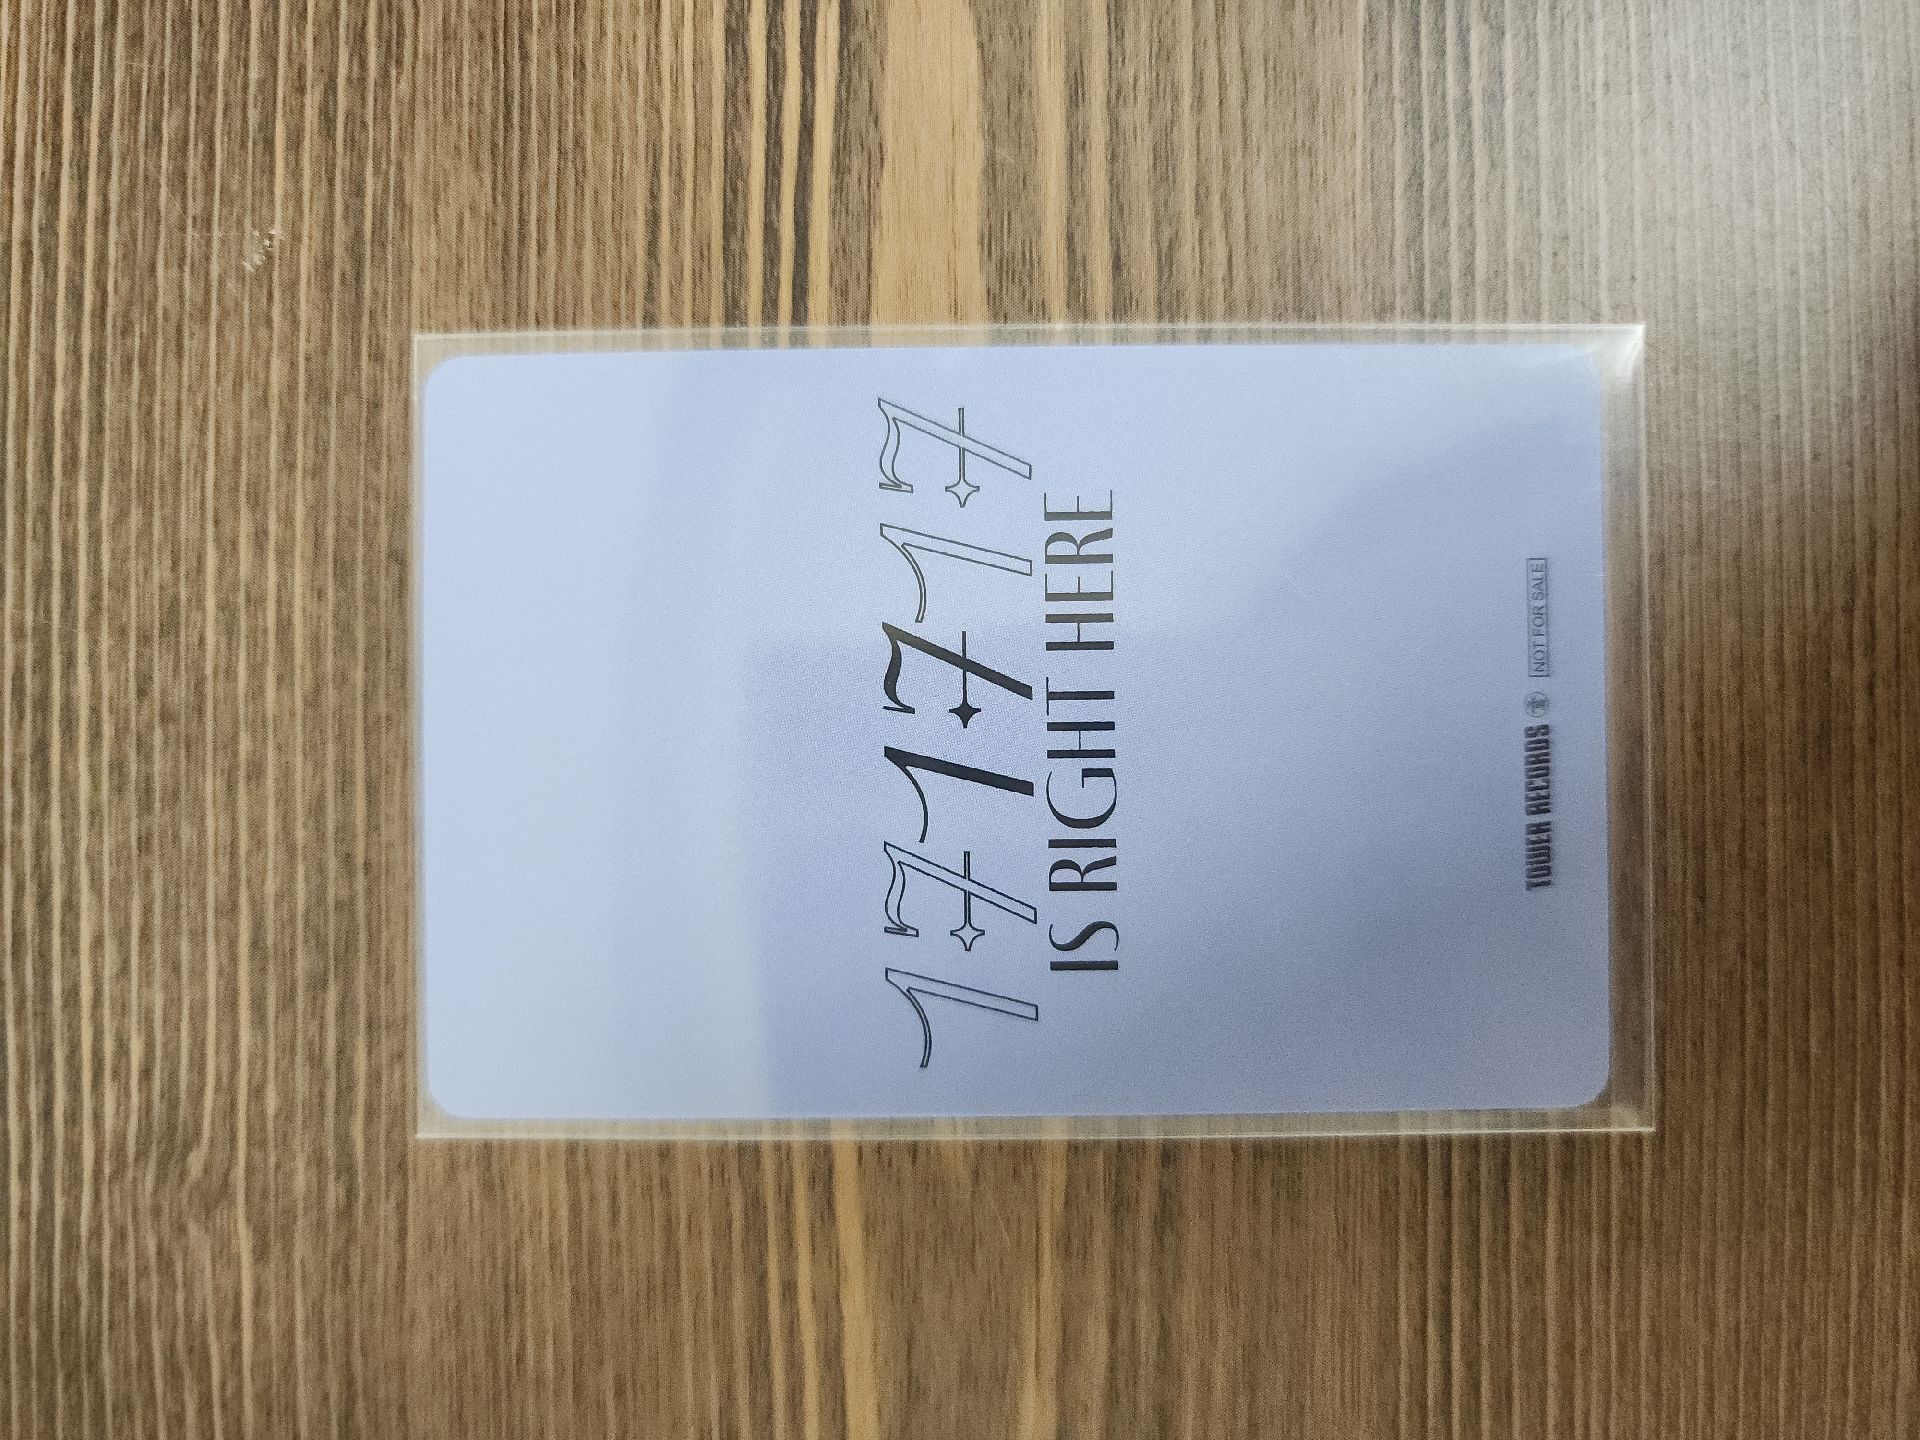 17 17 17
IS RIGHT HERE
TOWER RECORDS NOT FOR SALE